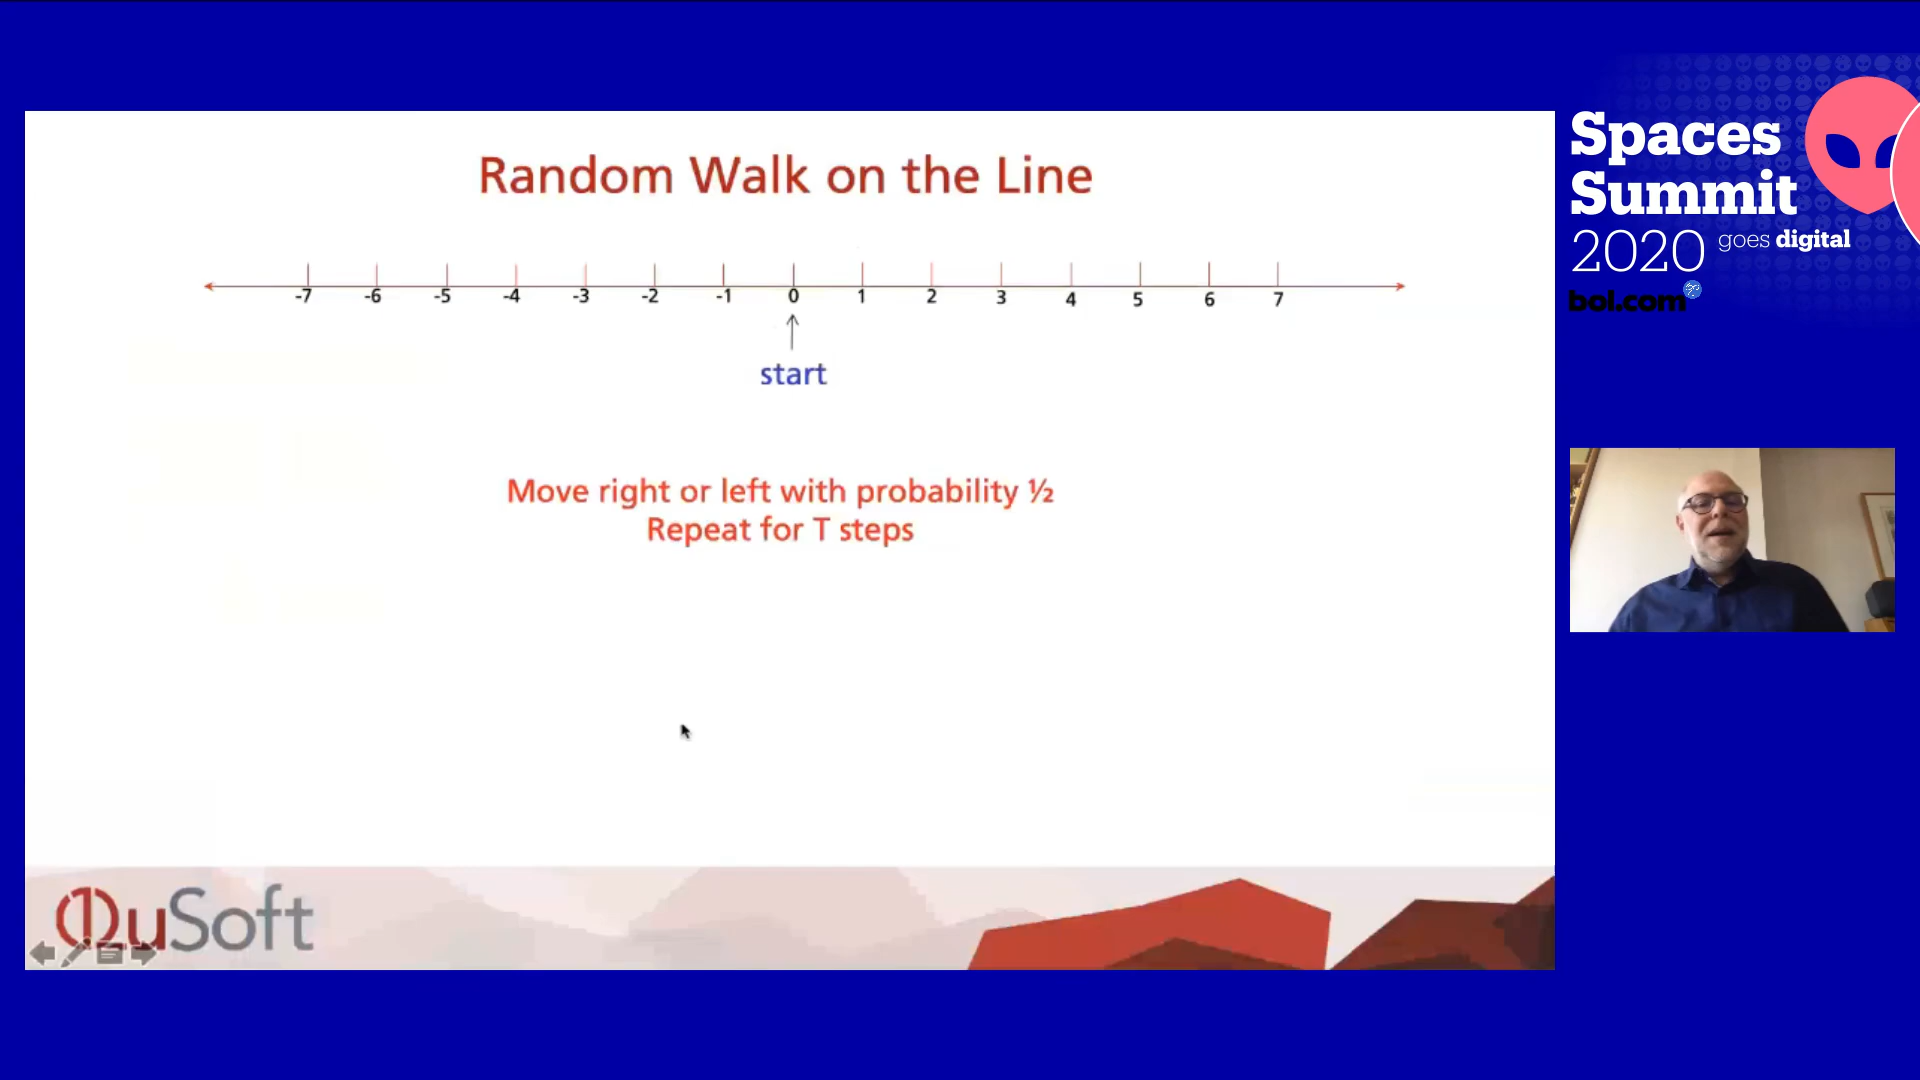 Random Walk on the Line
-7 -6 -5 -4 -3 -2 -1 0 1 2 3 4 5 6 7
start
Move right or left with probability ½
Repeat for T steps
QuSoft
Spaces
Summit
2020 goes digital
bol.com